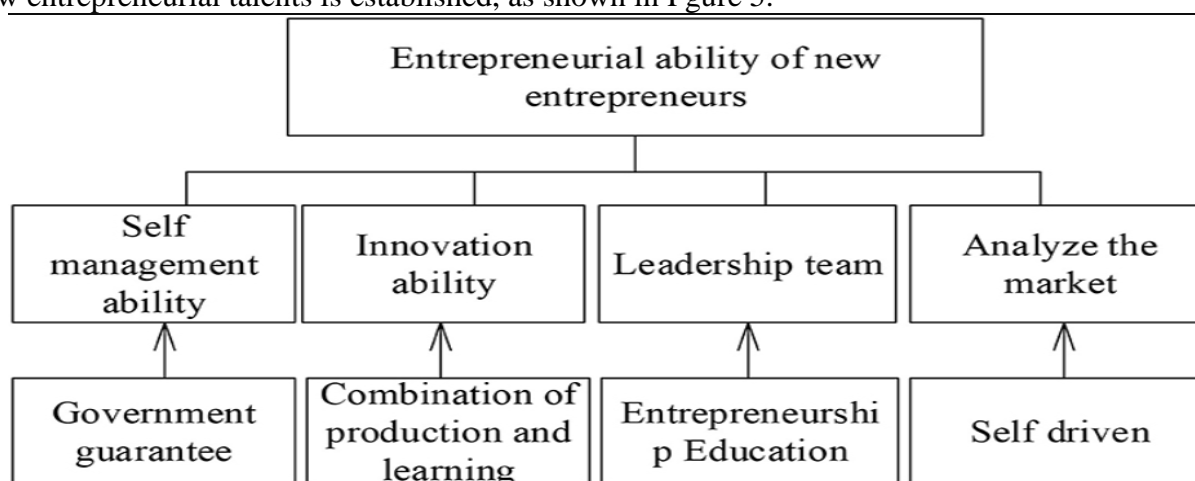 w entrepreneurial talents is established, as shown in Fgure 5.
Entrepreneurial ability of new
entrepreneurs
Self
management
ability
Innovation
ability
Leadership team
Analyze the
market
Government
guarantee
Combination of
production and
learning
Entrepreneurshi
p Education
Self driven